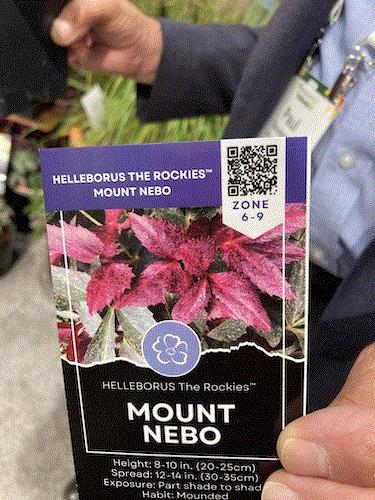 HELLEBORUS THE ROCKIES™
MOUNT NEBO
ZONE
6-9
HELLEBORUS The Rockies™
MOUNT
NEBO
Height: 8-10 in. (20-25cm)
Spread: 12-14 in. (30-35cm)
Exposure: Part shade to shad
Habit: Mounded